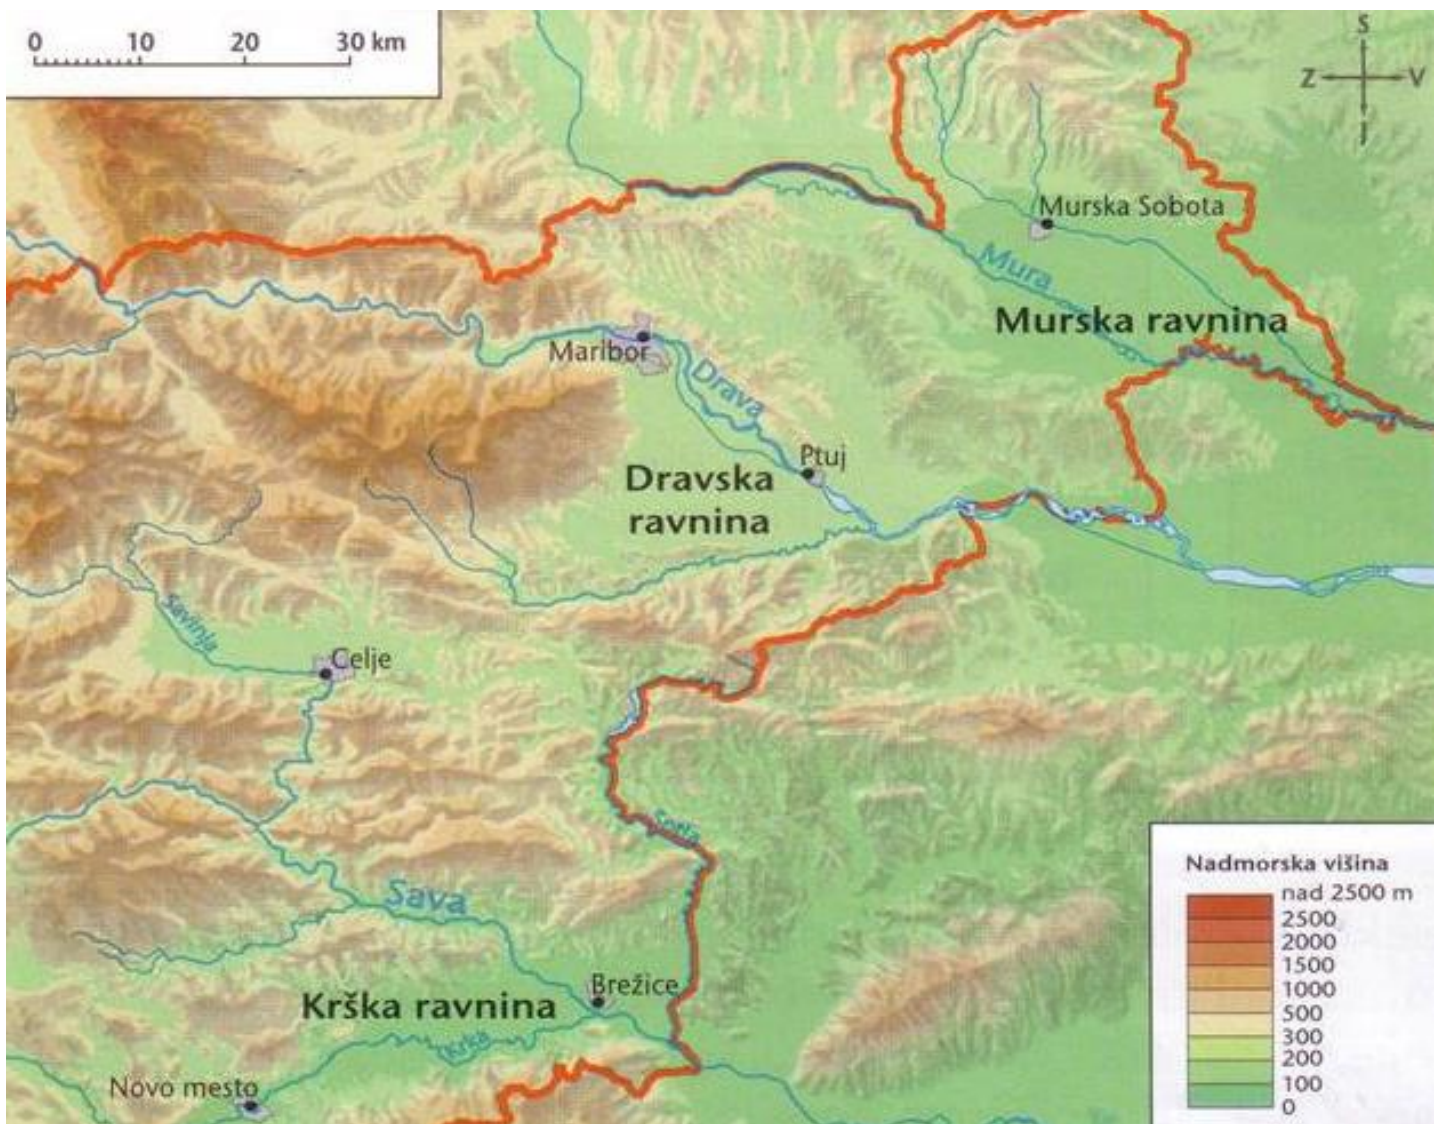 0 10 20 30 km
S
Z V
J
Murska Sobota
Mura
Murska ravnina
Maribor
Drava
Ptuj
Dravska
ravnina
Savinja
Celje
Sotla
Sava
Brežice
Krška ravnina
Krka
Novo mesto
Nadmorska višina
nad 2500 m
2500
2000
1500
1000
500
300
200
100
0